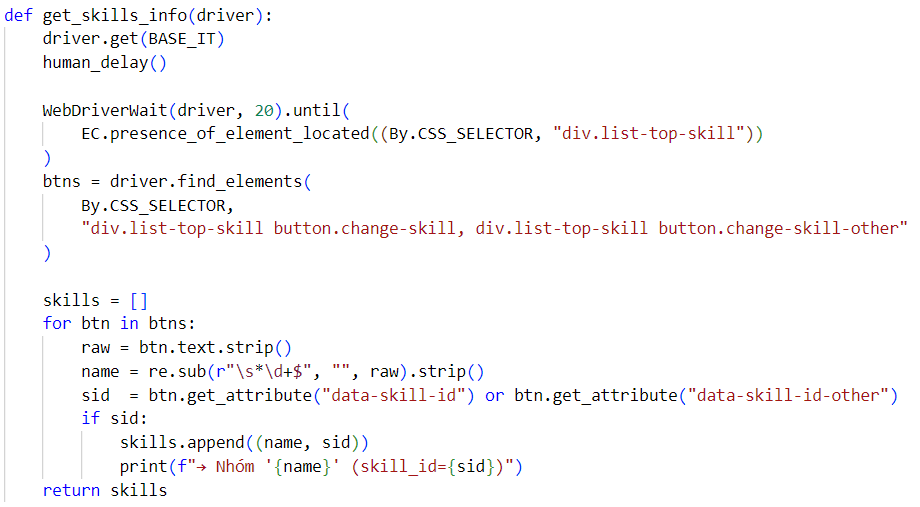 def get_skills_info(driver):
    driver.get(BASE_IT)
    human_delay()

    WebDriverWait(driver, 20).until(
        EC.presence_of_element_located((By.CSS_SELECTOR, "div.list-top-skill"))
    )
    btns = driver.find_elements(
        By.CSS_SELECTOR,
        "div.list-top-skill button.change-skill, div.list-top-skill button.change-skill-other"
    )

    skills = []
    for btn in btns:
        raw = btn.text.strip()
        name = re.sub(r"\s*\d+$", "", raw).strip()
        sid  = btn.get_attribute("data-skill-id") or btn.get_attribute("data-skill-id-other")
        if sid:
            skills.append((name, sid))
            print(f"→ Nhóm '{name}' (skill_id={sid})")
    return skills